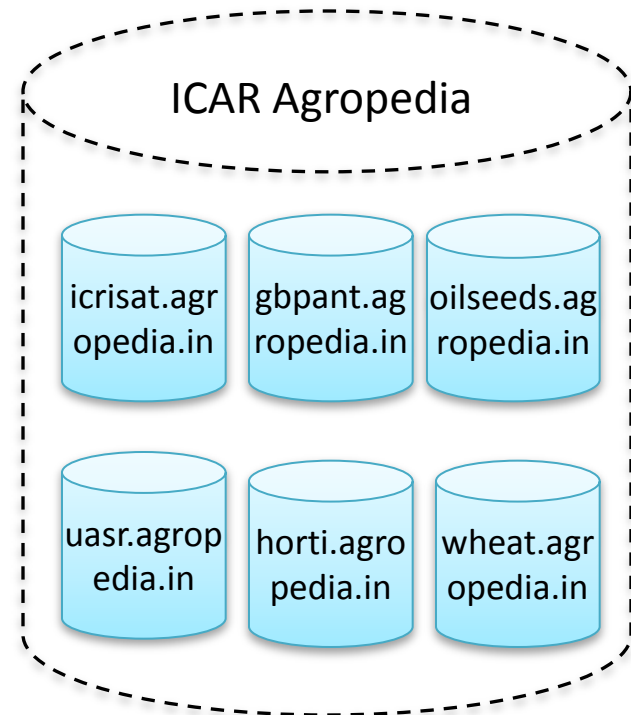 ICAR Agropedia
icrisat.agr
opedia.in
gbpant.ag
ropedia.in
oilseeds.ag
ropedia.in
uasr.agrop
edia.in
horti.agro
pedia.in
wheat.agr
opedia.in